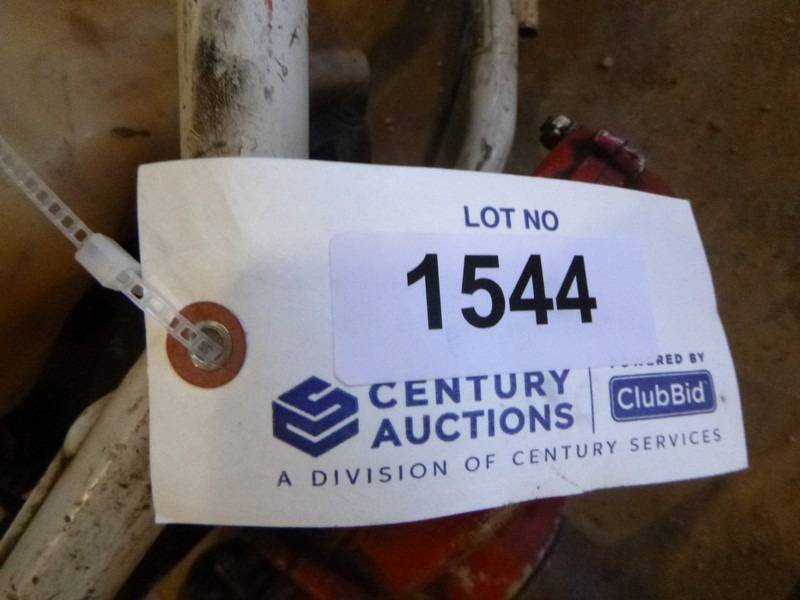 LOT NO
1544
CENTURY
AUCTIONS
POWERED BY
ClubBid
A DIVISION OF CENTURY SERVICES